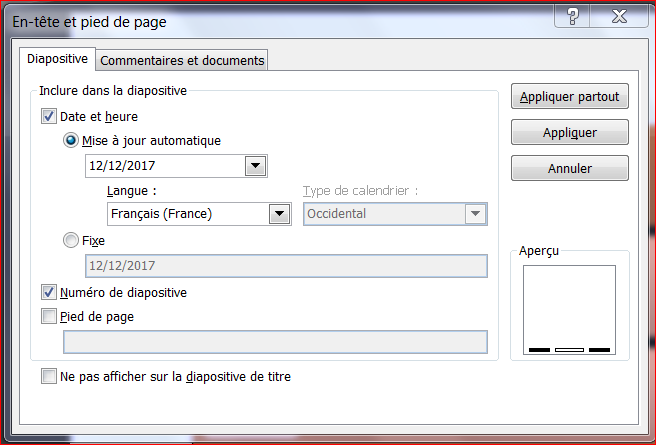 En-tête et pied de page
Diapositive
Commentaires et documents
Inclure dans la diapositive
Date et heure
Mise à jour automatique
12/12/2017
Langue :
Type de calendrier :
Français (France)
Occidental
Fixe
12/12/2017
Numéro de diapositive
Pied de page
Ne pas afficher sur la diapositive de titre
Appliquer partout
Appliquer
Annuler
Aperçu